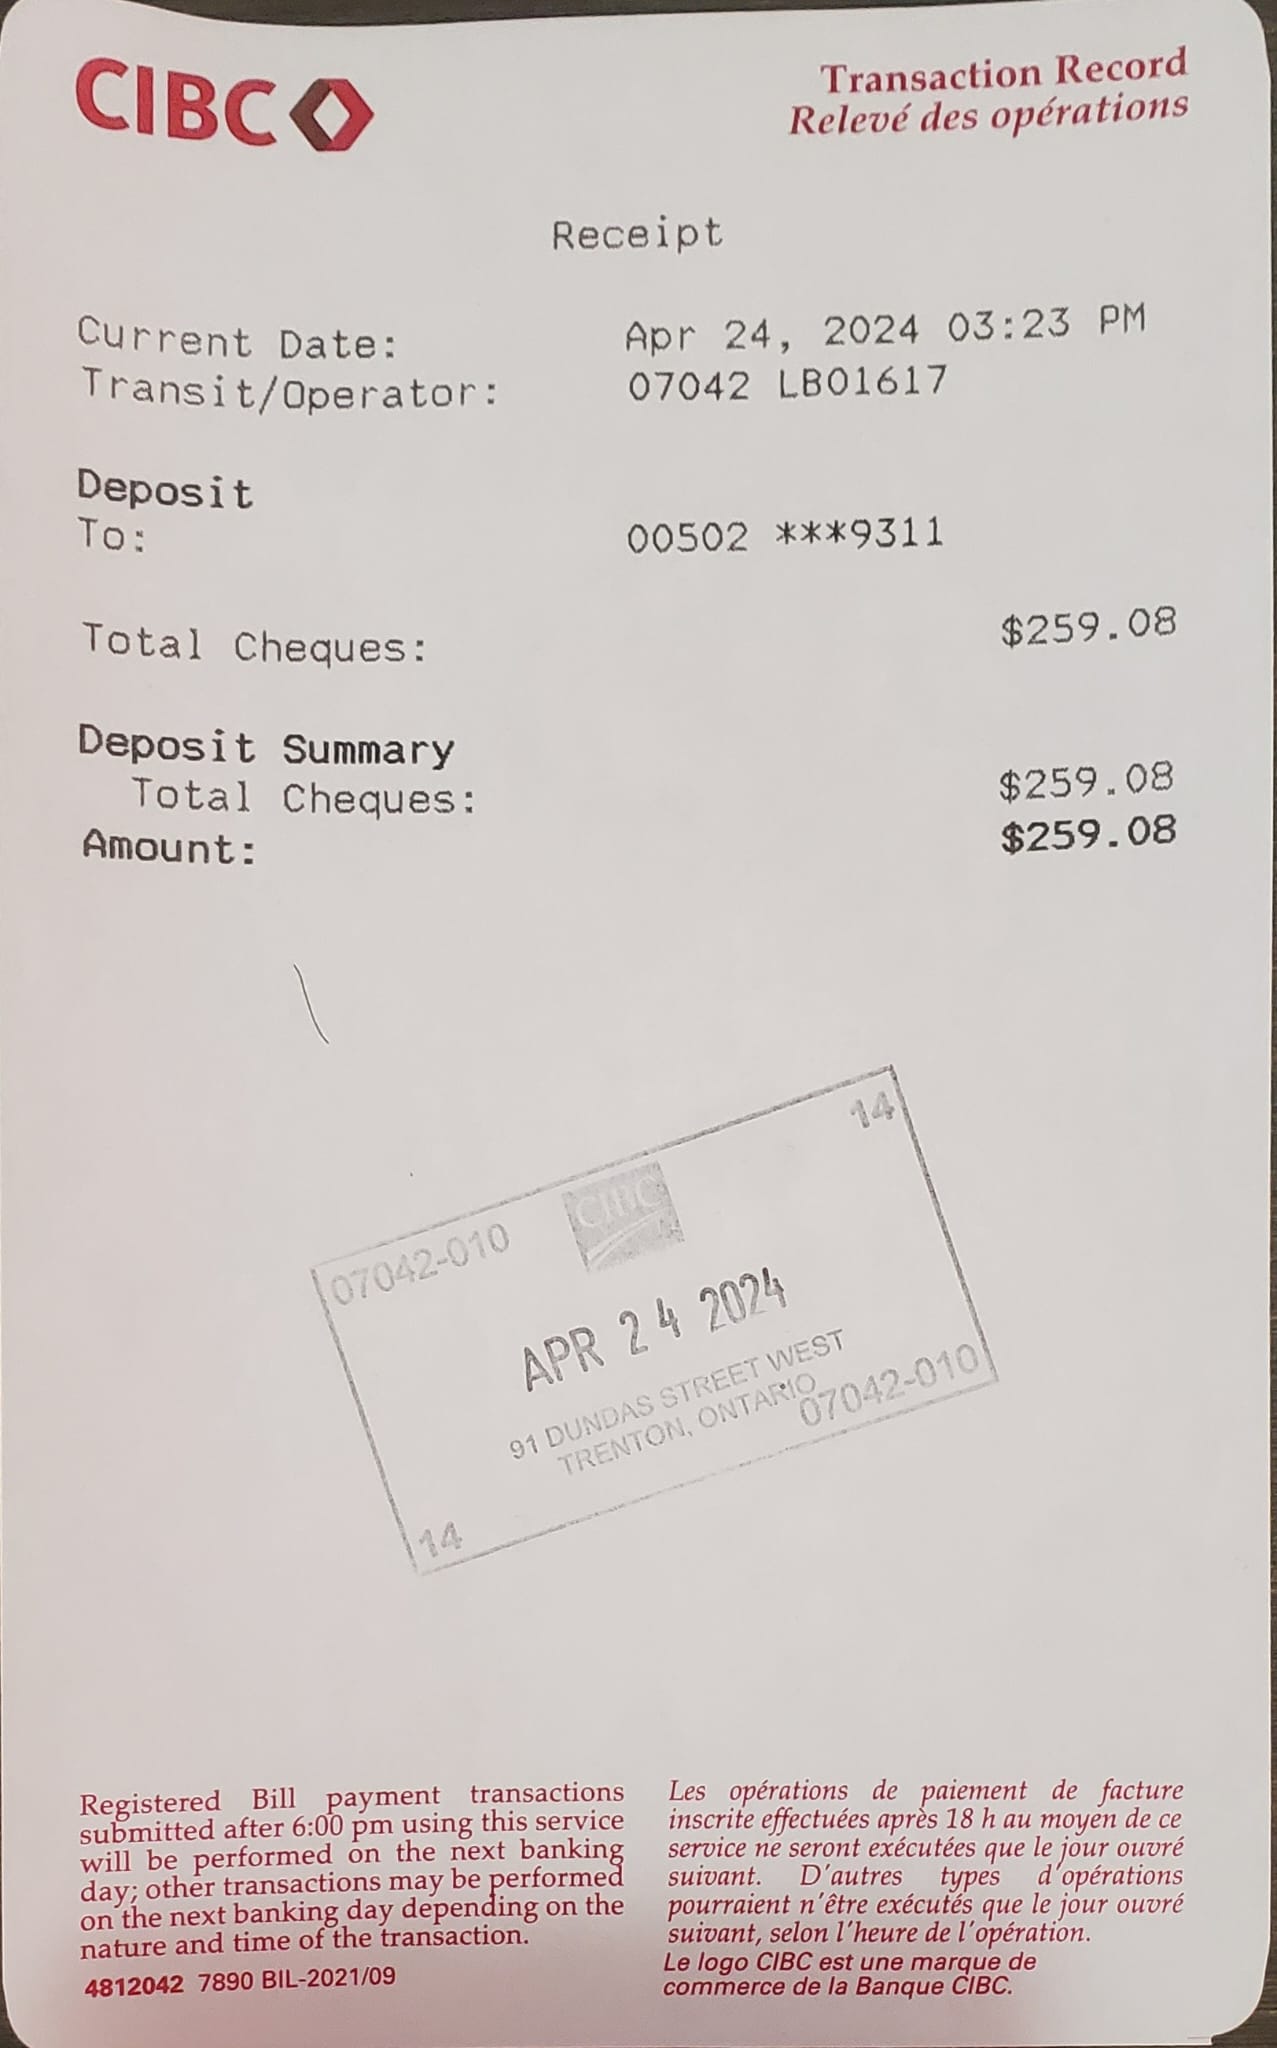 CIBC
Transaction Record
Relevé des opérations
Receipt
Current Date: Apr 24, 2024 03:23 PM
Transit/Operator: 07042 LB01617
Deposit
To: 00502 ***9311
Total Cheques: $259.08
Deposit Summary
Total Cheques: $259.08
Amount: $259.08
14
07042-010
CIBC
APR 24 2024
91 DUNDAS STREET WEST
TRENTON, ONTARIO
07042-010
14
Registered Bill payment transactions
submitted after 6:00 pm using this service
will be performed on the next banking
day; other transactions may be performed
on the next banking day depending on the
nature and time of the transaction.
4812042 7890 BIL-2021/09
Les opérations de paiement de facture
inscrite effectuées après 18 h au moyen de ce
service ne seront exécutées que le jour ouvré
suivant. D'autres types d'opérations
pourraient n'être exécutés que le jour ouvré
suivant, selon l'heure de l'opération.
Le logo CIBC est une marque de
commerce de la Banque CIBC.